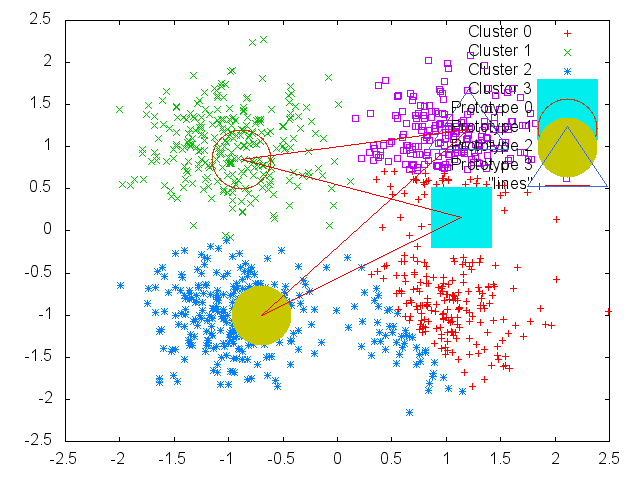 2.5
2
1.5
1
0.5
0
-0.5
-1
-1.5
-2
-2.5
-2.5
-2
-1.5
-1
-0.5
0
0.5
1
1.5
2
2.5
Cluster 0
Cluster 1
Cluster 2
Cluster 3
Prototype 0
Prototype
Prototype 2
Prototype 3
"lines"